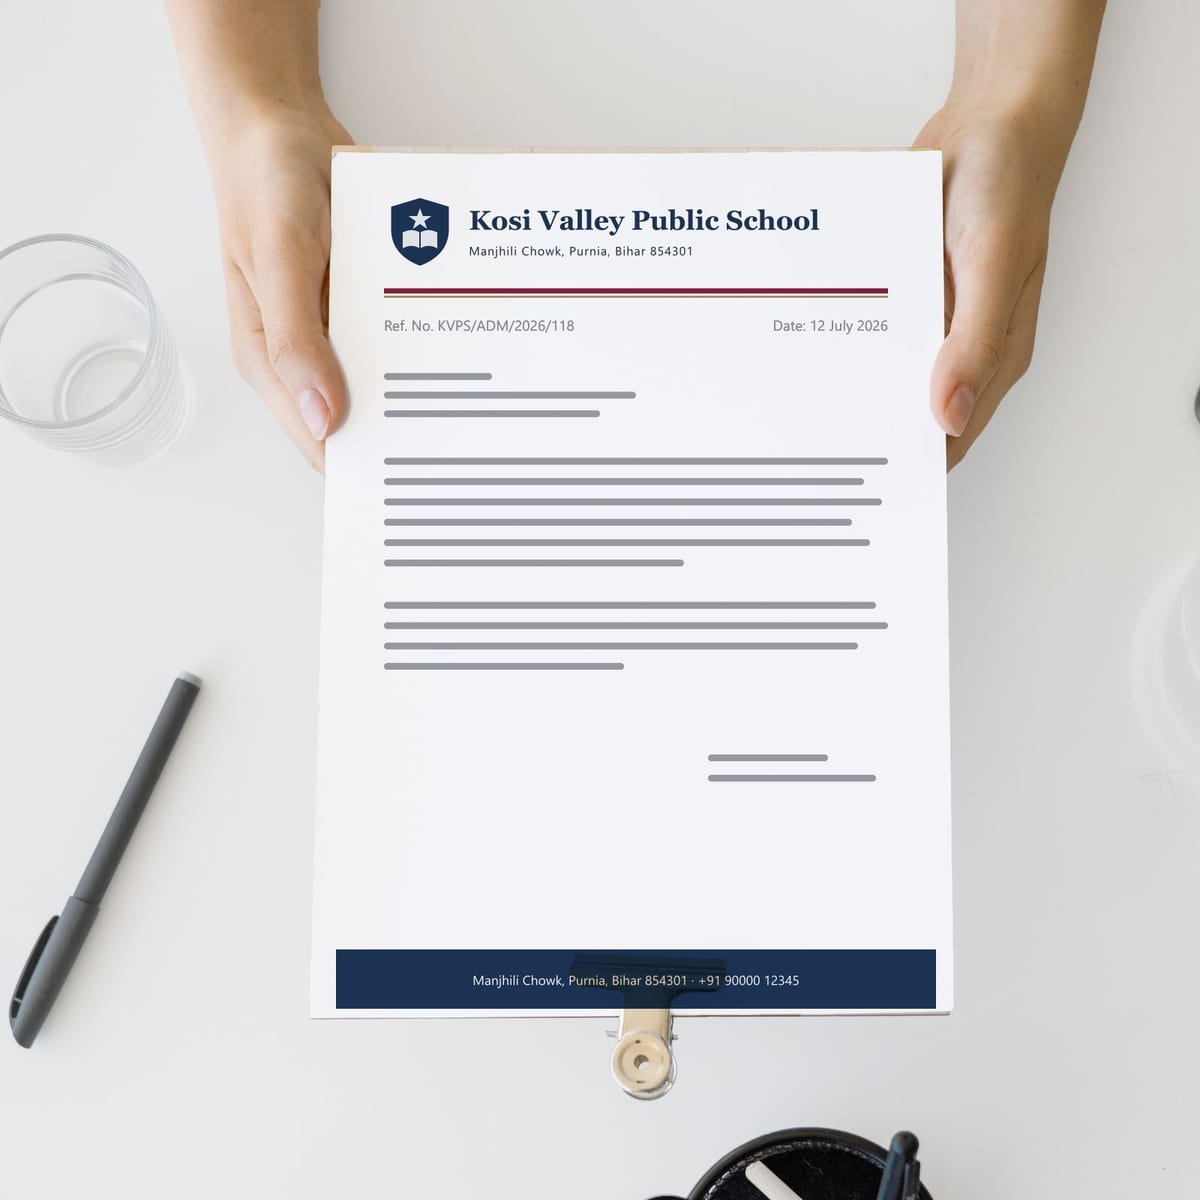 Kosi Valley Public School
Manjhili Chowk, Purnia, Bihar 854301
Ref. No. KVPS/ADM/2026/118
Date: 12 July 2026
Manjhili Chowk, Purnia, Bihar 854301 · +91 90000 12345